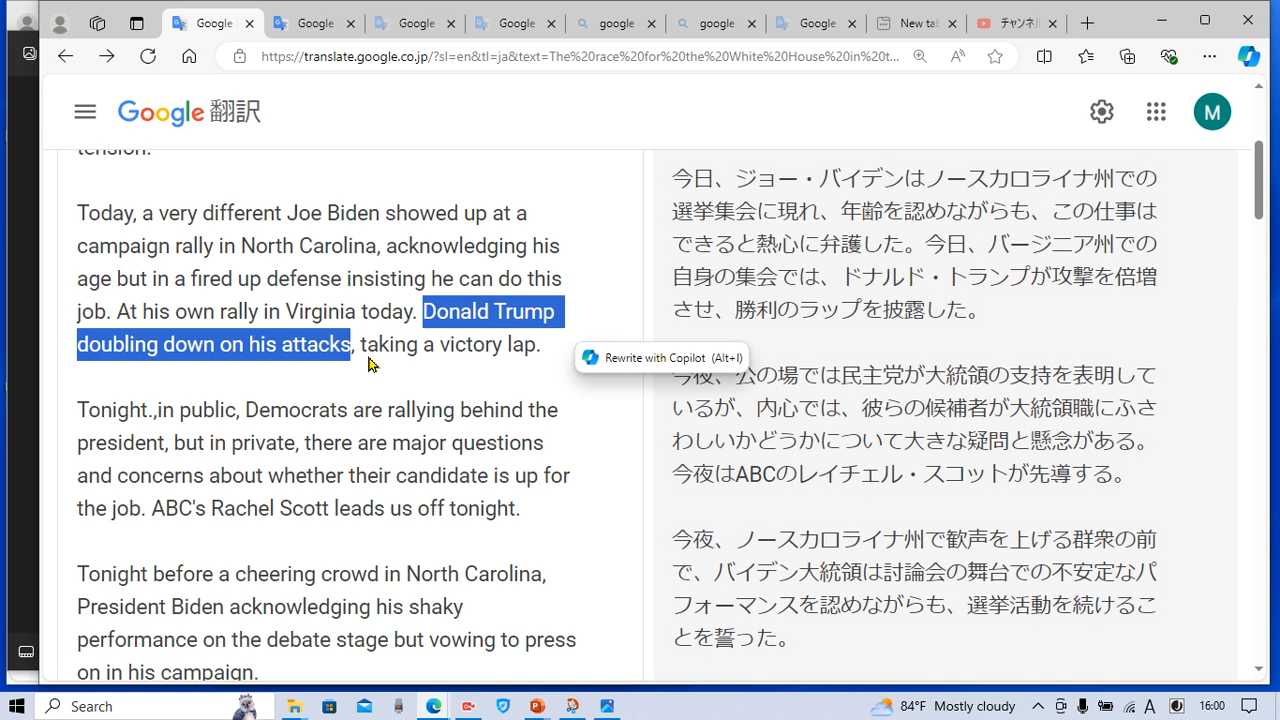 Google
Google
Google
Google
google
google
Google
New tab
チャンネル
https://translate.google.co.jp/?sl=en&tl=ja&text=The%20race%20for%20the%20White%20House%20in%20t...
Google 翻訳
M
tension.
Today, a very different Joe Biden showed up at a
campaign rally in North Carolina, acknowledging his
age but in a fired up defense insisting he can do this
job. At his own rally in Virginia today. Donald Trump
doubling down on his attacks, taking a victory lap.
Tonight.,in public, Democrats are rallying behind the
president, but in private, there are major questions
and concerns about whether their candidate is up for
the job. ABC's Rachel Scott leads us off tonight.
Tonight before a cheering crowd in North Carolina,
President Biden acknowledging his shaky
performance on the debate stage but vowing to press
on in his campaign.
Rewrite with Copilot (Alt+I)
今日、ジョー・バイデンはノースカロライナ州での
選挙集会に現れ、年齢を認めながらも、この仕事は
できると熱心に弁護した。今日、バージニア州での
自身の集会では、ドナルド・トランプが攻撃を倍増
させ、勝利のラップを披露した。
今夜、公の場では民主党が大統領の支持を表明して
いるが、内心では、彼らの候補者が大統領職にふさ
わしいかどうかについて大きな疑問と懸念がある。
今夜はABCのレイチェル・スコットが先導する。
今夜、ノースカロライナ州で歓声を上げる群衆の前
で、バイデン大統領は討論会の舞台での不安定なパ
フォーマンスを認めながらも、選挙活動を続けるこ
とを誓った。
Search
84°F Mostly cloudy
A
16:00